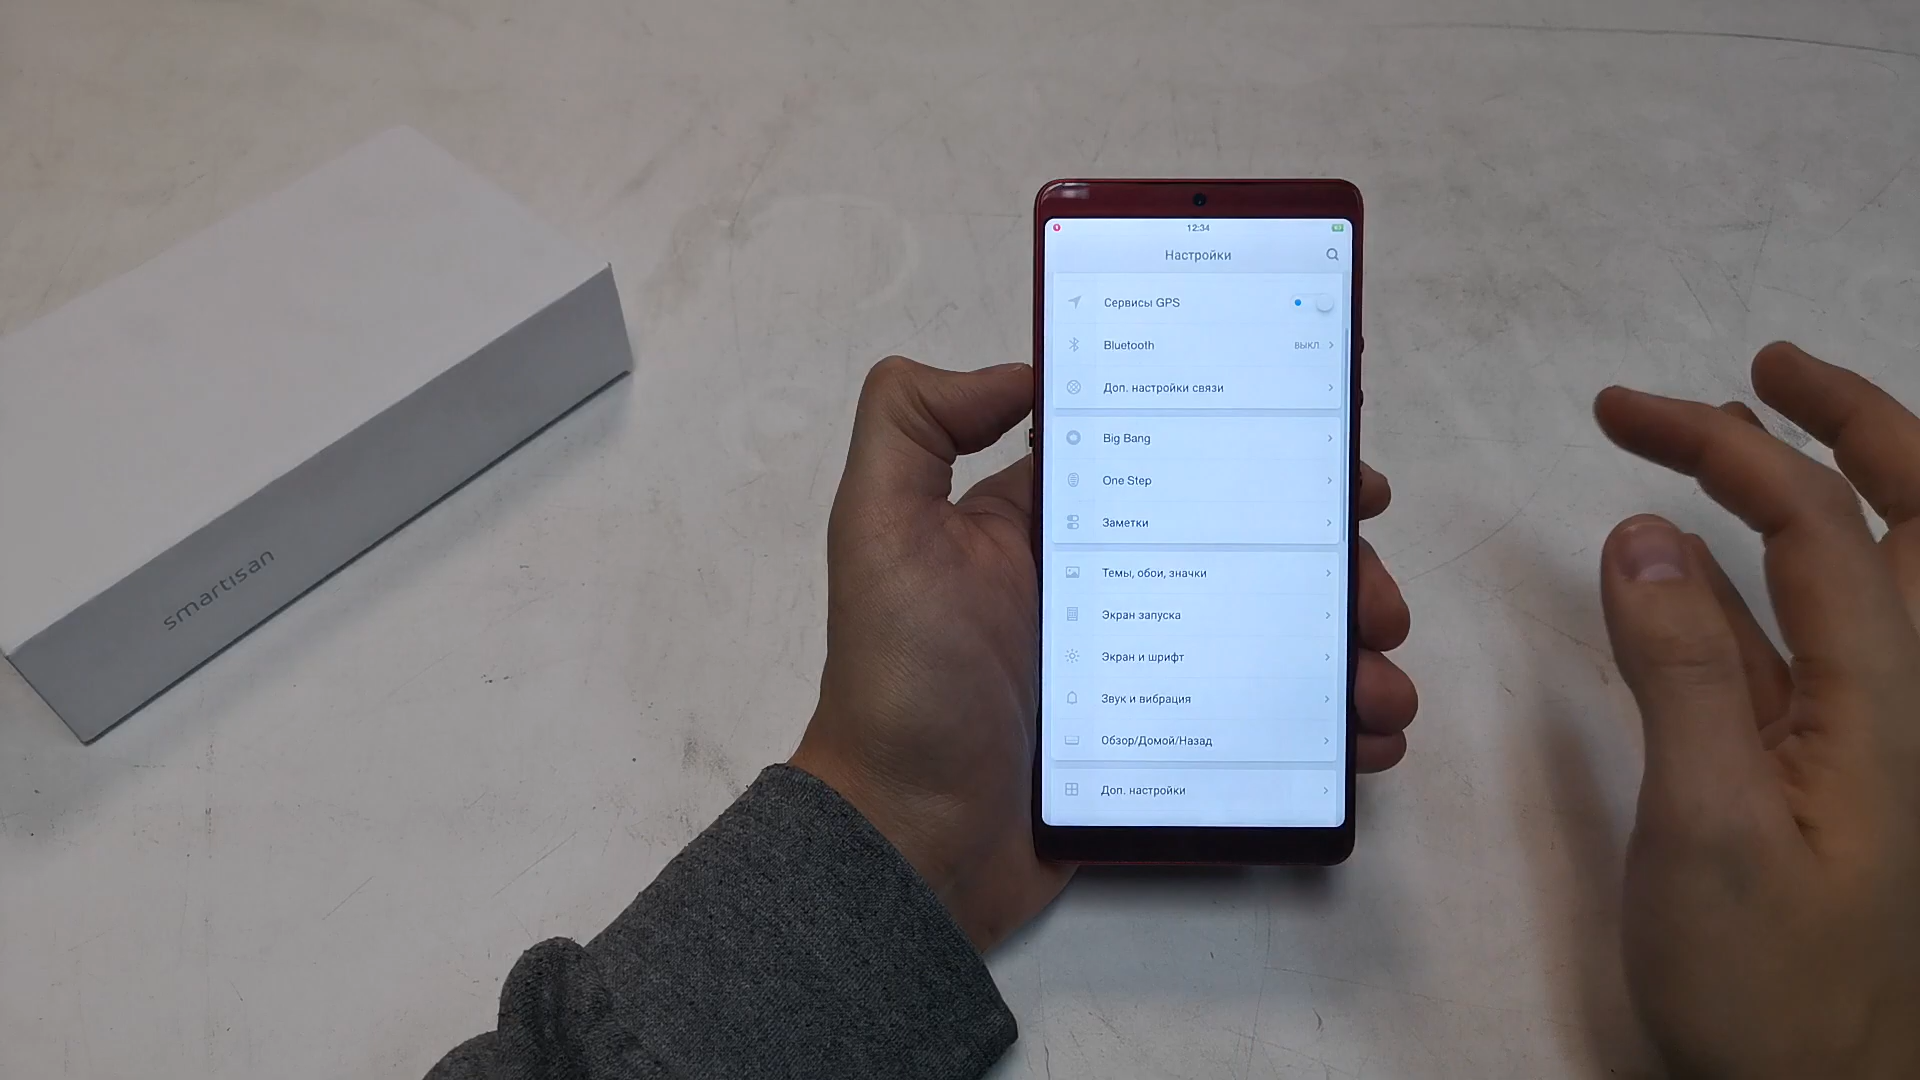 smartisan
12:34
Настройки
Сервисы GPS
Bluetooth ВЫКЛ.
Доп. настройки связи
Big Bang
One Step
Заметки
Темы, обои, значки
Экран запуска
Экран и шрифт
Звук и вибрация
Обзор/Домой/Назад
Доп. настройки